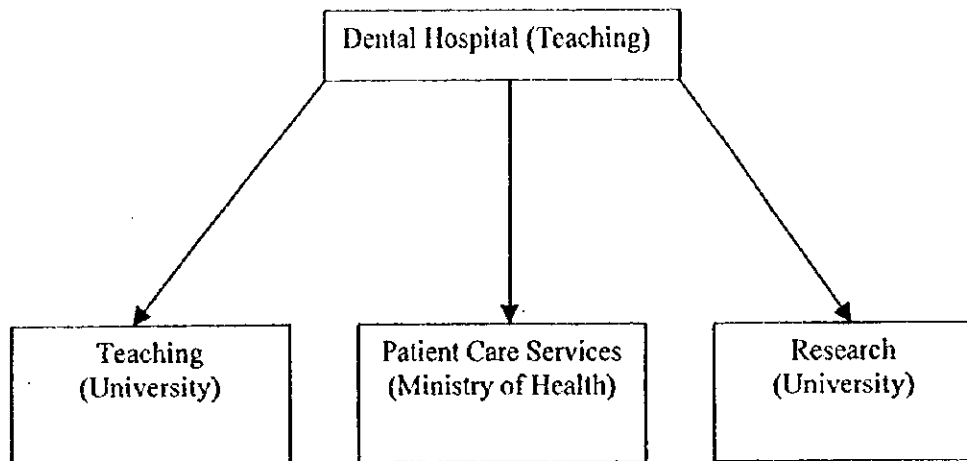 Dental Hospital (Teaching)
Teaching
(University)
Patient Care Services
(Ministry of Health)
Research
(University)